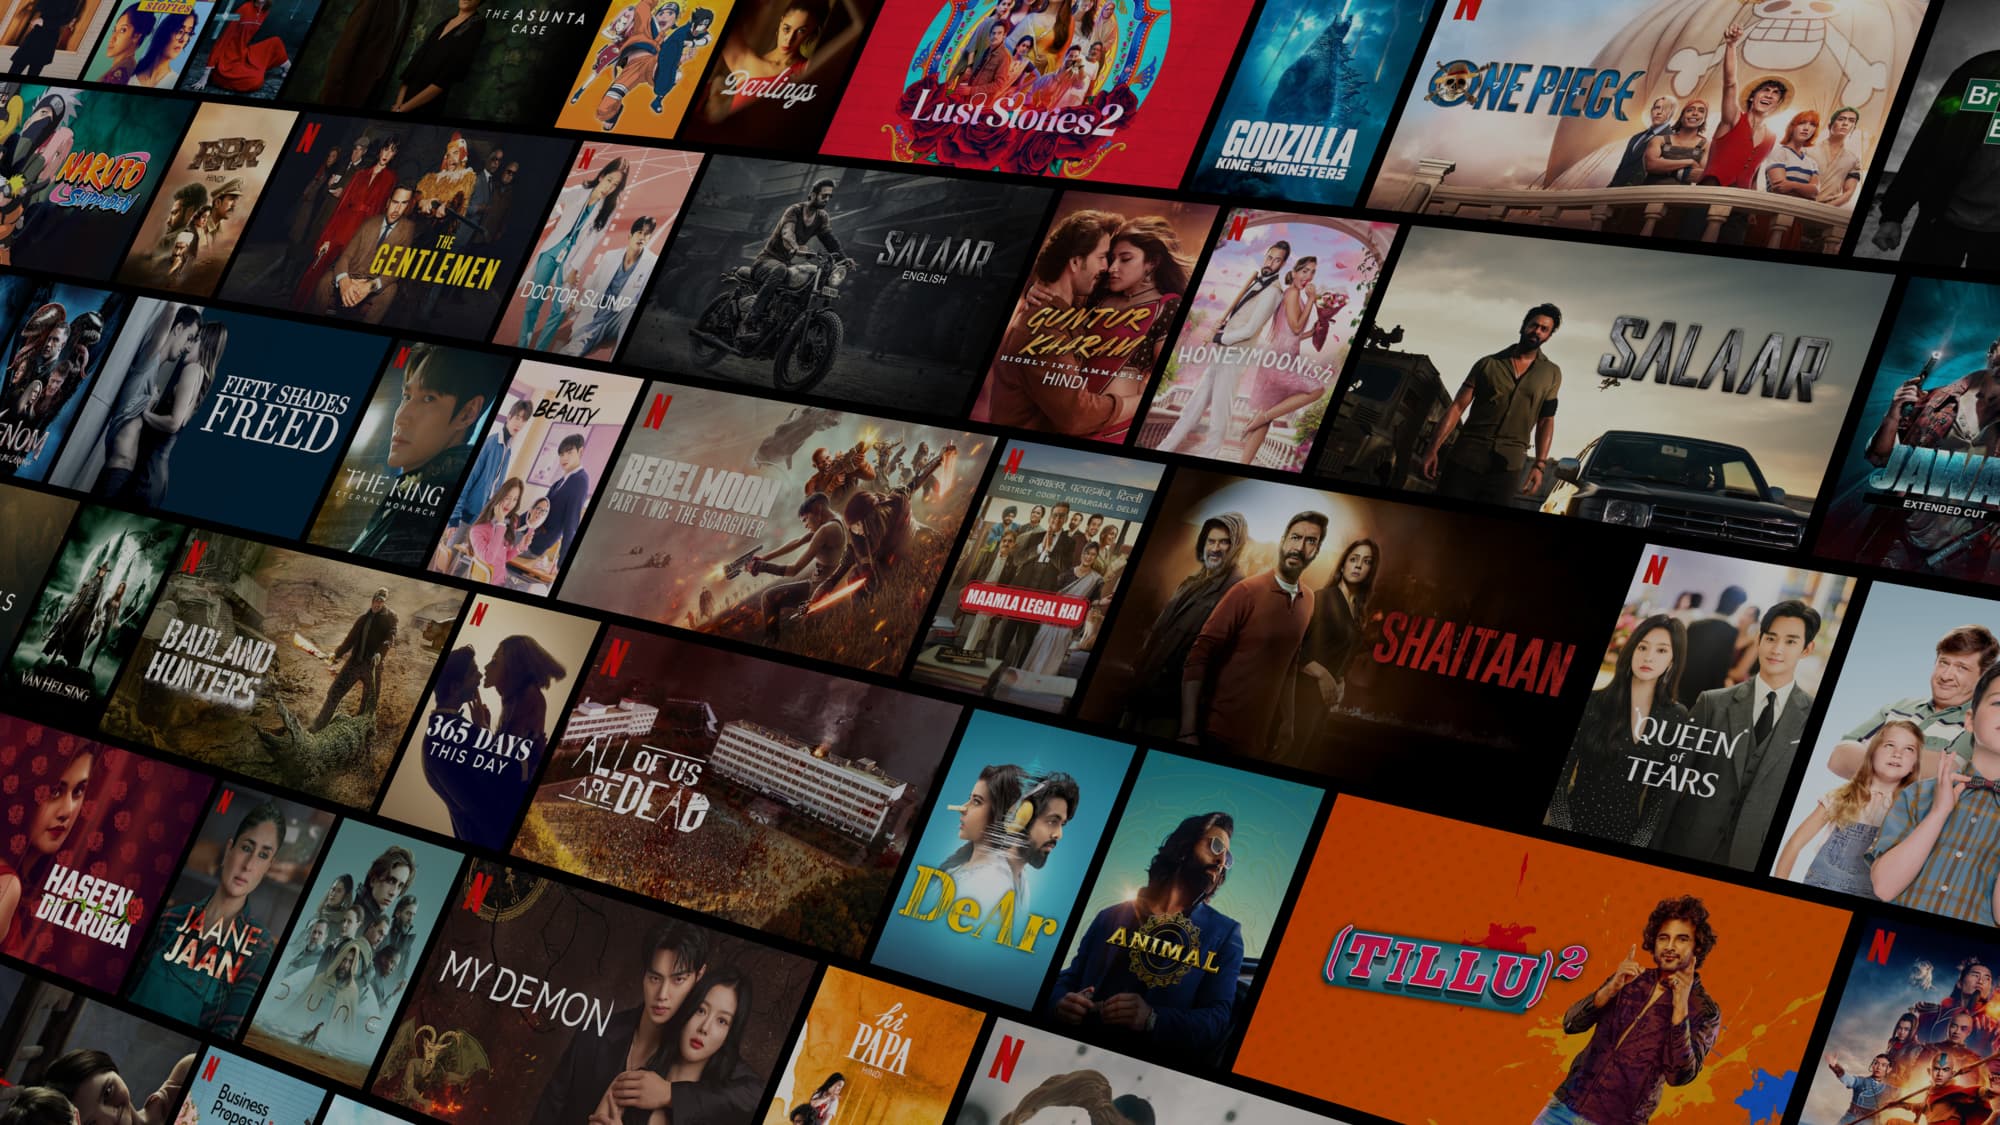 stories
THE ASUNTA
CASE
Darlings
Lust Stories 2
GODZILLA
KING OF THE MONSTERS
N
ONE PIECE
Br
NARUTO
Shippuden
RRR
HINDI
N
THE
GENTLEMEN
N
DOCTOR SLUMP
SALAAR
ENGLISH
GUNTUR
KAARAM
HIGHLY INFLAMMABLE
HINDI
N
HONEYMOONish
SALAAR
EXTENDED CUT
FIFTY SHADES
FREED
N
THE KING
ETERNAL MONARCH
TRUE
BEAUTY
N
REBEL MOON
PART TWO: THE SCARGIVER
N
जिला न्यायालय, पटपड़गंज, दिल्ली
DISTRICT COURT PATPARGANJ, DELHI
MAAMLA LEGAL HAI
SHAITAAN
N
QUEEN
of
TEARS
VAN HELSING
N
BADLAND
HUNTERS
N
365 DAYS
THIS DAY
N
ALL OF US
ARE DEAD
DeAr
ANIMAL
(TILLU)²
N
HASEEN
DILLRUBA
N
JAANE
JAAN
DUNE
N
MY DEMON
hi
PAPA
HINDI
N
N
Business
Proposal